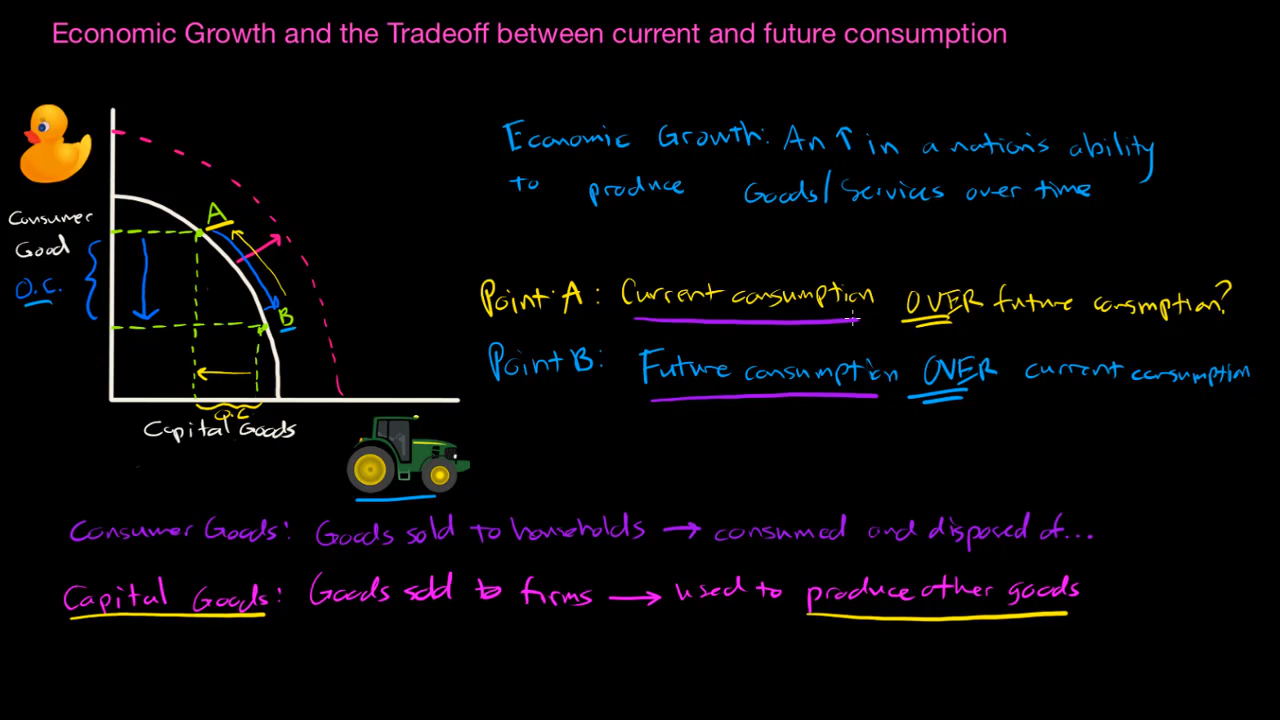 Economic Growth and the Tradeoff between current and future consumption
Economic Growth: An ↑ in a nation's ability
to produce Goods/Services over time
A
Consumer
Good
O.C.
B
Point A: Current consumption OVER future consmption?
Point B: Future consumption OVER current consumption
O.C
Capital Goods
Consumer Goods: Goods sold to households → consumed and disposed of...
Capital Goods: Goods sold to firms → used to produce other goods